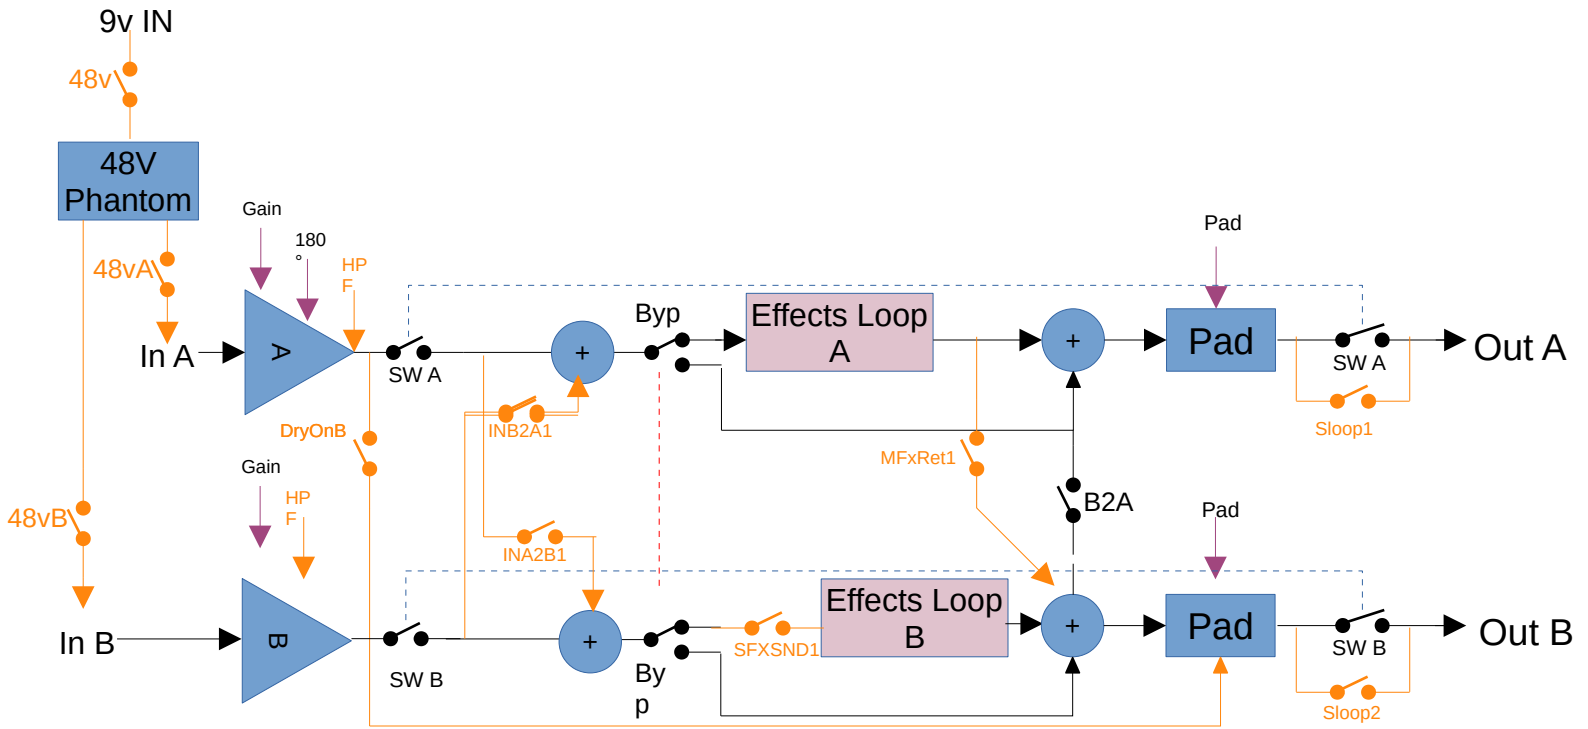 9v IN
48v
48V
Phantom
Gain
180
°
HP
F
48vA
Pad
Byp
Effects Loop
A
A
+
+
Pad
In A
SW A
SW A
Out A
DryOnB
INB2A1
MFxRet1
Sloop1
Gain
HP
F
48vB
B2A
Pad
INA2B1
Effects Loop
B
B
+
+
Pad
In B
SW B
By
p
SFXSND1
SW B
Out B
Sloop2